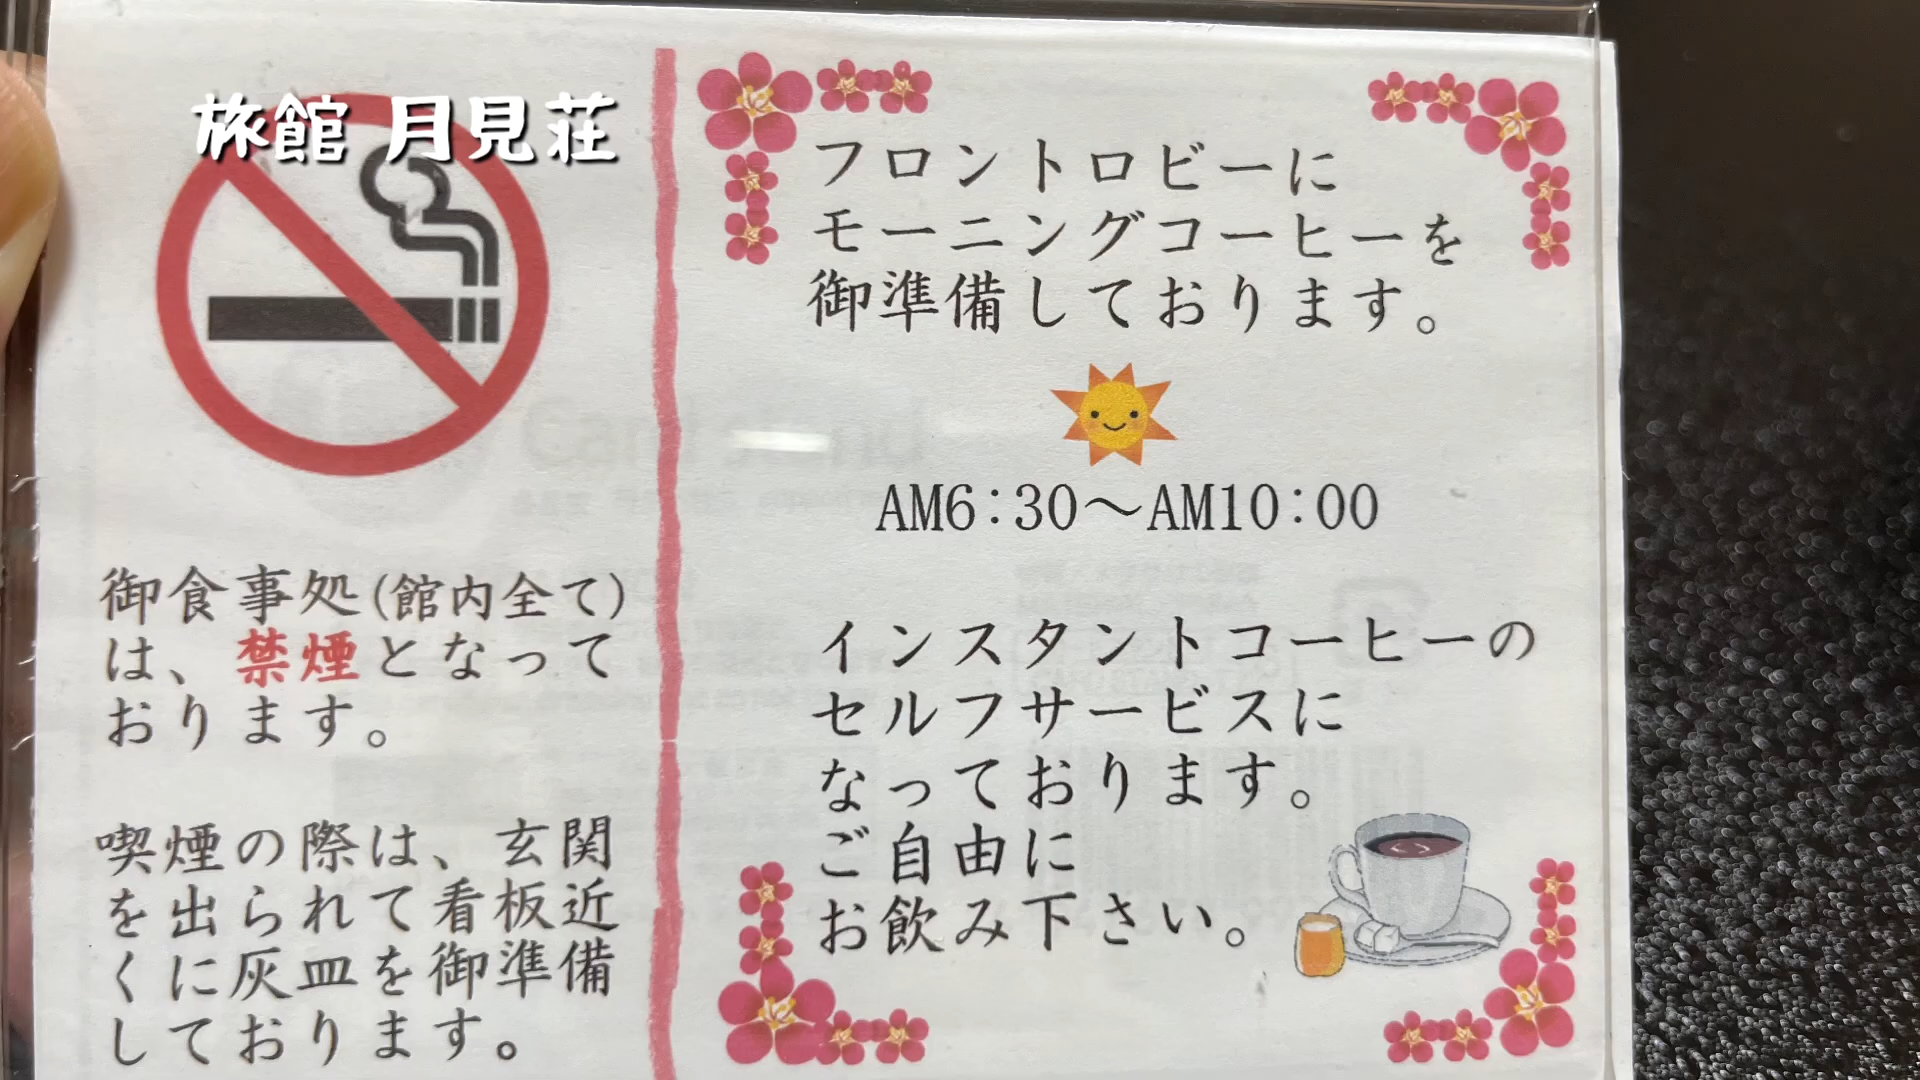 旅館 月見荘
御食事処(館内全て)
は、禁煙となって
おります。
喫煙の際は、玄関
を出られて看板近
くに灰皿を御準備
しております。
フロントロビーに
モーニングコーヒーを
御準備しております。
AM6:30～AM10:00
インスタントコーヒーの
セルフサービスに
なっております。
ご自由に
お飲み下さい。